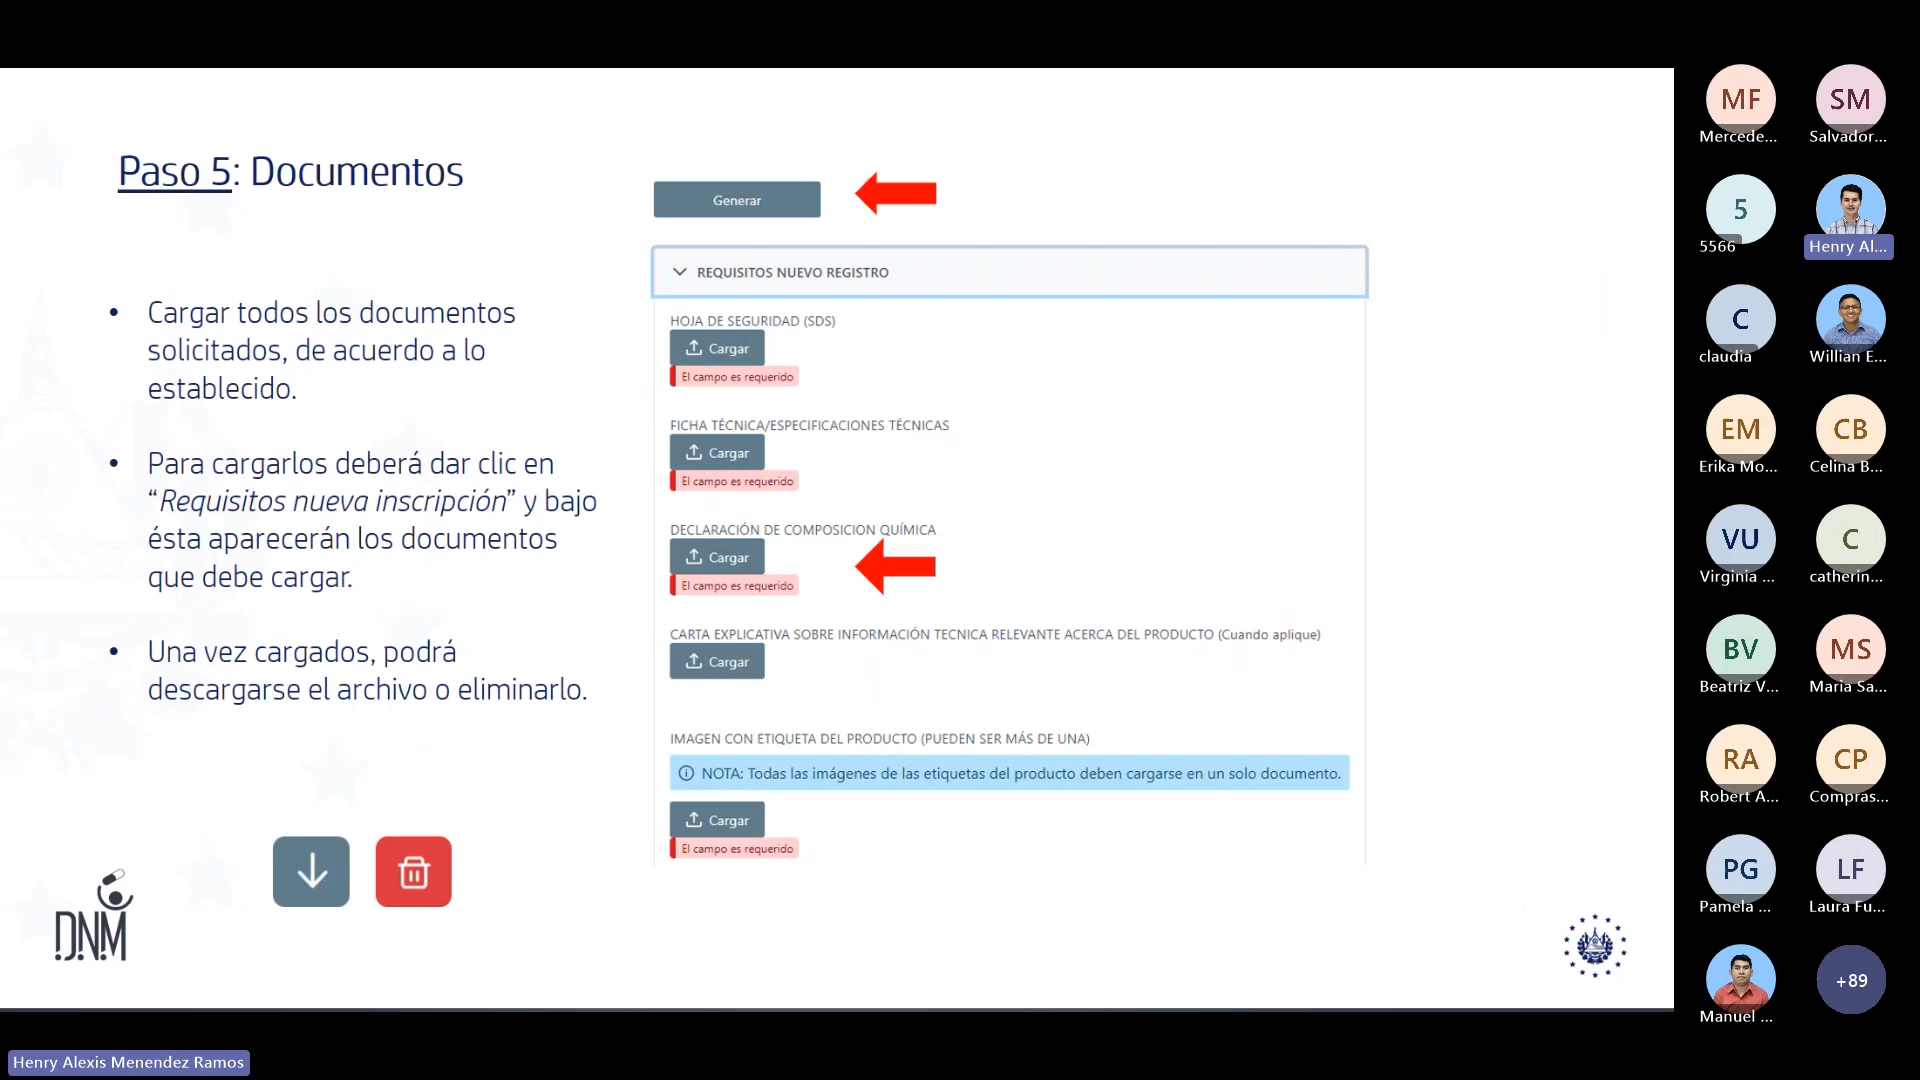 Paso 5: Documentos
• Cargar todos los documentos
solicitados, de acuerdo a lo
establecido.
• Para cargarlos deberá dar clic en
“Requisitos nueva inscripción” y bajo
ésta aparecerán los documentos
que debe cargar.
• Una vez cargados, podrá
descargarse el archivo o eliminarlo.
DNM
Generar
REQUISITOS NUEVO REGISTRO
HOJA DE SEGURIDAD (SDS)
Cargar
El campo es requerido
FICHA TÉCNICA/ESPECIFICACIONES TÉCNICAS
Cargar
El campo es requerido
DECLARACIÓN DE COMPOSICION QUÍMICA
Cargar
El campo es requerido
CARTA EXPLICATIVA SOBRE INFORMACIÓN TECNICA RELEVANTE ACERCA DEL PRODUCTO (Cuando aplique)
Cargar
IMAGEN CON ETIQUETA DEL PRODUCTO (PUEDEN SER MÁS DE UNA)
NOTA: Todas las imágenes de las etiquetas del producto deben cargarse en un solo documento.
Cargar
El campo es requerido
MF
Mercede...
SM
Salvador...
5
5566
Henry Al...
C
claudia
Willian E...
EM
Erika Mo...
CB
Celina B...
VU
Virginia ...
C
catherin...
BV
Beatriz V...
MS
Maria Sa...
RA
Robert A...
CP
Compras...
PG
Pamela ...
LF
Laura Fu...
Manuel ...
+89
Henry Alexis Menendez Ramos